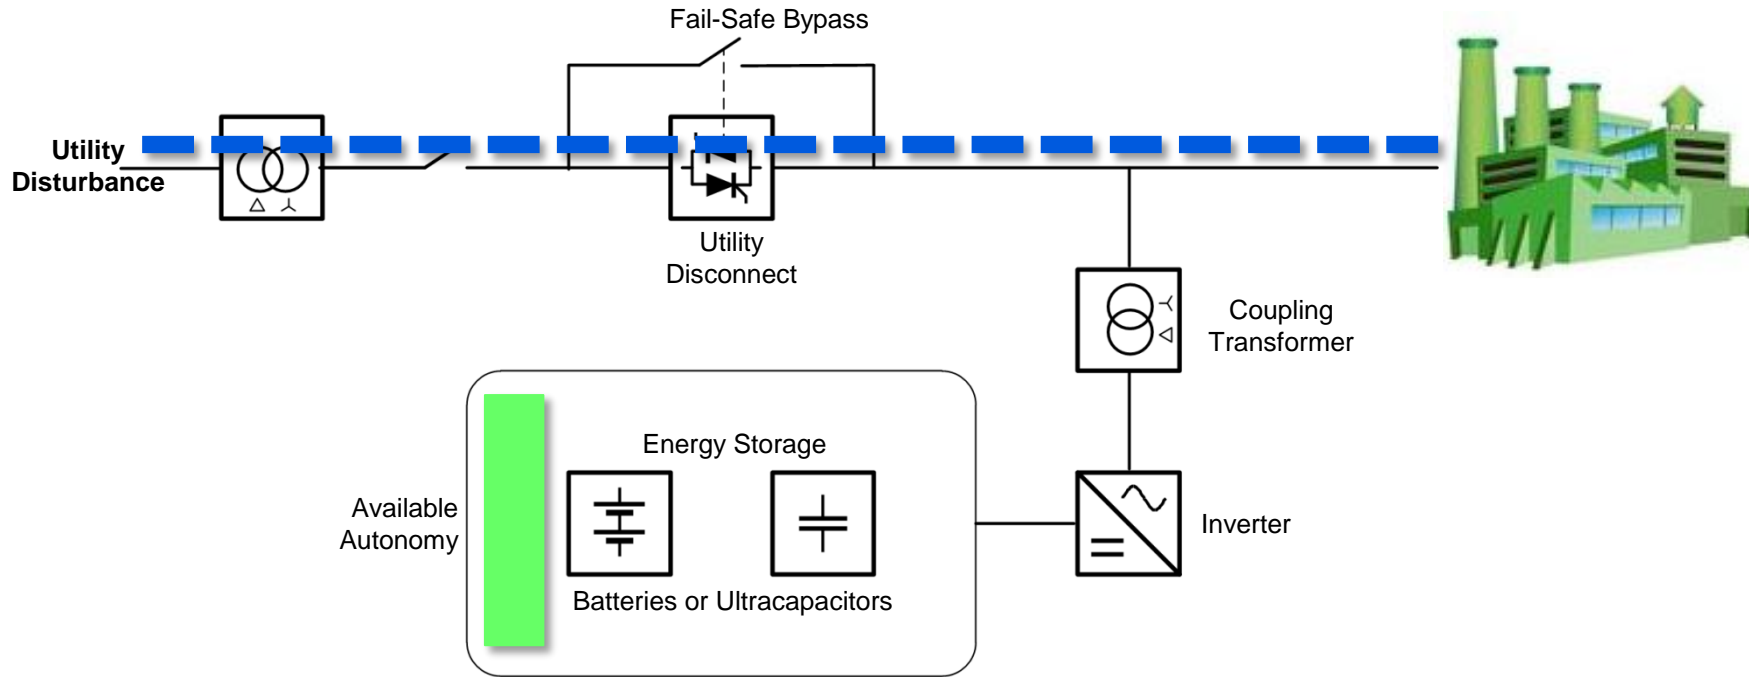 Fail-Safe Bypass
Utility
Disturbance
Utility
Disconnect
Coupling
Transformer
Energy Storage
Available
Autonomy
Inverter
Batteries or Ultracapacitors